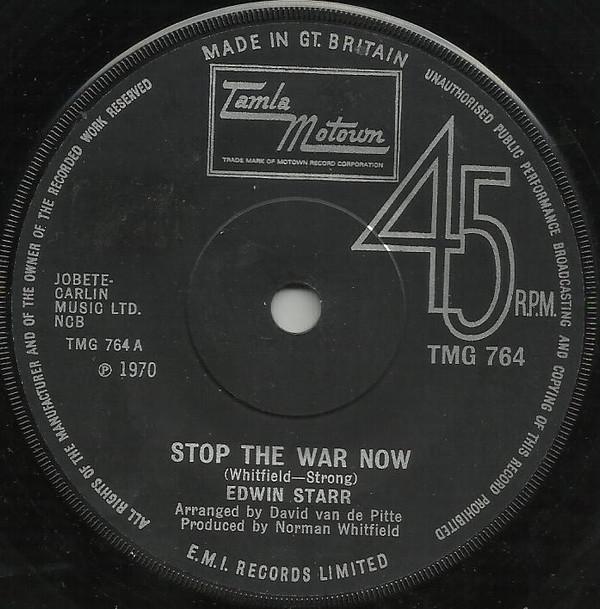 MADE IN GT. BRITAIN
UNAUTHORISED PUBLIC PERFORMANCE BROADCASTING AND COPYING OF THIS RECORD PROHIBITED
ALL RIGHTS OF THE MANUFACTURER AND OF THE OWNER OF THE RECORDED WORK RESERVED
Tamla
Motown
TRADE MARK OF MOTOWN RECORD CORPORATION
45
R.P.M.
TMG 764
JOBETE-
CARLIN
MUSIC LTD.
NCB
TMG 764 A
℗ 1970
STOP THE WAR NOW
(Whitfield—Strong)
EDWIN STARR
Arranged by David van de Pitte
Produced by Norman Whitfield
E.M.I. RECORDS LIMITED